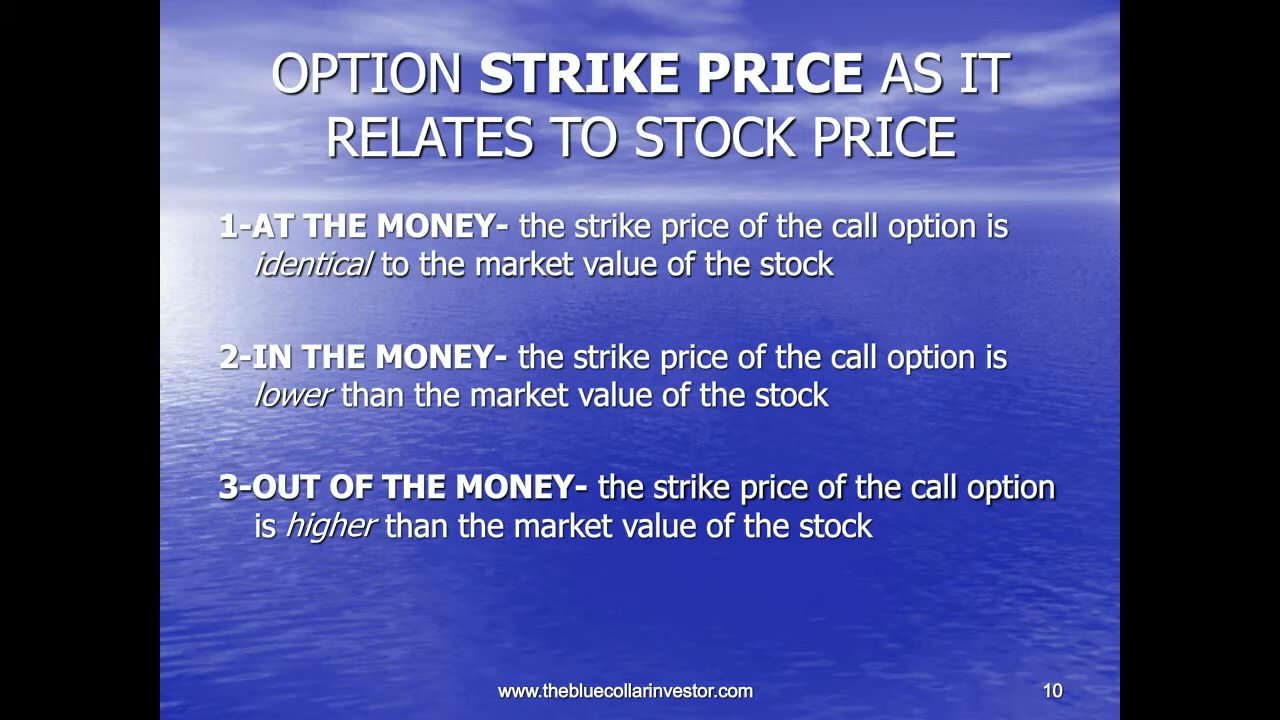 OPTION STRIKE PRICE AS IT
RELATES TO STOCK PRICE
1-AT THE MONEY- the strike price of the call option is
identical to the market value of the stock
2-IN THE MONEY- the strike price of the call option is
lower than the market value of the stock
3-OUT OF THE MONEY- the strike price of the call option
is higher than the market value of the stock
www.thebluecollarinvestor.com
10